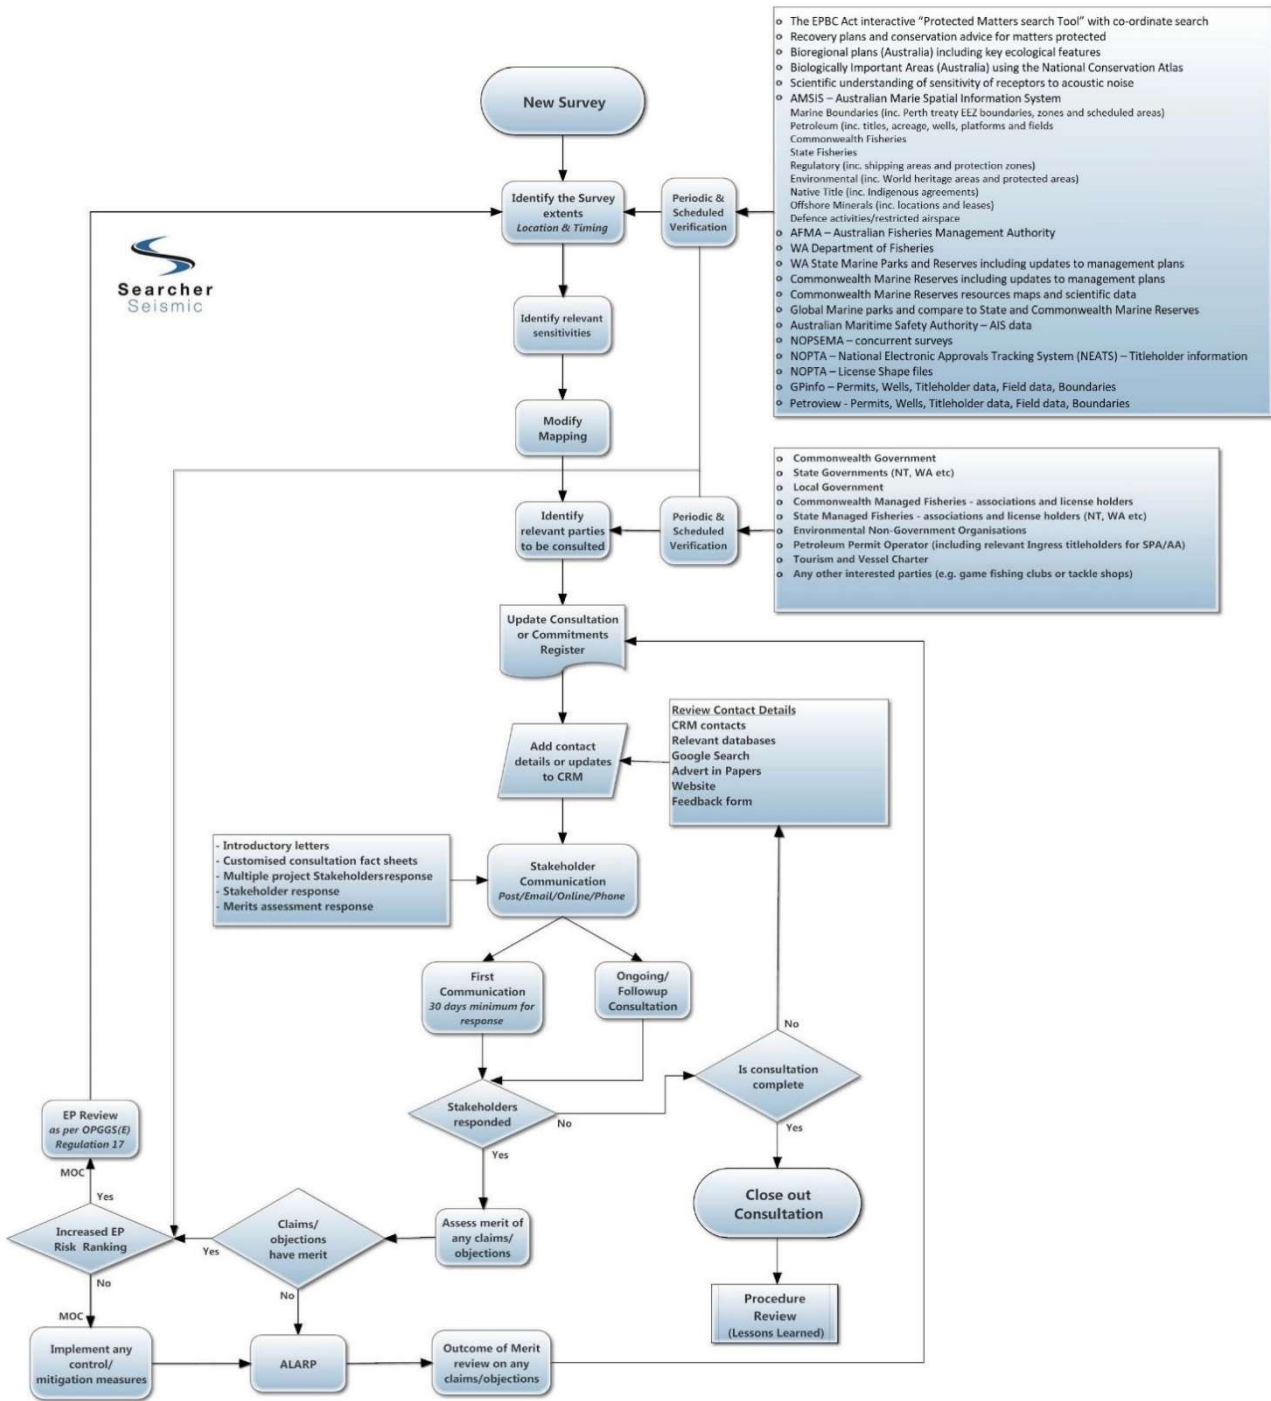 New Survey
Identify the Survey
extents
Location & Timing
Periodic &
Scheduled
Verification
o The EPBC Act interactive “Protected Matters search Tool” with co-ordinate search
o Recovery plans and conservation advice for matters protected
o Bioregional plans (Australia) including key ecological features
o Biologically Important Areas (Australia) using the National Conservation Atlas
o Scientific understanding of sensitivity of receptors to acoustic noise
o AMSIS – Australian Marie Spatial Information System
Marine Boundaries (inc. Perth treaty EEZ boundaries, zones and scheduled areas)
Petroleum (inc. titles, acreage, wells, platforms and fields
Commonwealth Fisheries
State Fisheries
Regulatory (inc. shipping areas and protection zones)
Environmental (inc. World heritage areas and protected areas)
Native Title (inc. Indigenous agreements)
Offshore Minerals (inc. locations and leases)
Defence activities/restricted airspace
o AFMA – Australian Fisheries Management Authority
o WA Department of Fisheries
o WA State Marine Parks and Reserves including updates to management plans
o Commonwealth Marine Reserves including updates to management plans
o Commonwealth Marine Reserves resources maps and scientific data
o Global Marine parks and compare to State and Commonwealth Marine Reserves
o Australian Maritime Safety Authority – AIS data
o NOPSEMA – concurrent surveys
o NOPTA – National Electronic Approvals Tracking System (NEATS) – Titleholder information
o NOPTA – License Shape files
o GPinfo – Permits, Wells, Titleholder data, Field data, Boundaries
o Petroview - Permits, Wells, Titleholder data, Field data, Boundaries
Searcher
Seismic
Identify relevant
sensitivities
Modify
Mapping
Identify
relevant parties
to be consulted
Periodic &
Scheduled
Verification
o Commonwealth Government
o State Governments (NT, WA etc)
o Local Government
o Commonwealth Managed Fisheries - associations and license holders
o State Managed Fisheries - associations and license holders (NT, WA etc)
o Environmental Non-Government Organisations
o Petroleum Permit Operator (including relevant Ingress titleholders for SPA/AA)
o Tourism and Vessel Charter
o Any other interested parties (e.g. game fishing clubs or tackle shops)
Update Consultation
or Commitments
Register
Add contact
details or updates
to CRM
Review Contact Details
CRM contacts
Relevant databases
Google Search
Advert in Papers
Website
Feedback form
- Introductory letters
- Customised consultation fact sheets
- Multiple project Stakeholders response
- Stakeholder response
- Merits assessment response
Stakeholder
Communication
Post/Email/Online/Phone
First
Communication
30 days minimum for
response
Ongoing/
Followup
Consultation
No
Is consultation
complete
Yes
Stakeholders
responded
No
Yes
EP Review
as per OPGGS(E)
Regulation 17
MOC
Yes
Increased EP
Risk Ranking
No
MOC
Yes
Claims/
objections
have merit
No
Assess merit of
any claims/
objections
Close out
Consultation
Procedure
Review
(Lessons Learned)
Implement any
control/
mitigation measures
ALARP
Outcome of Merit
review on any
claims/objections